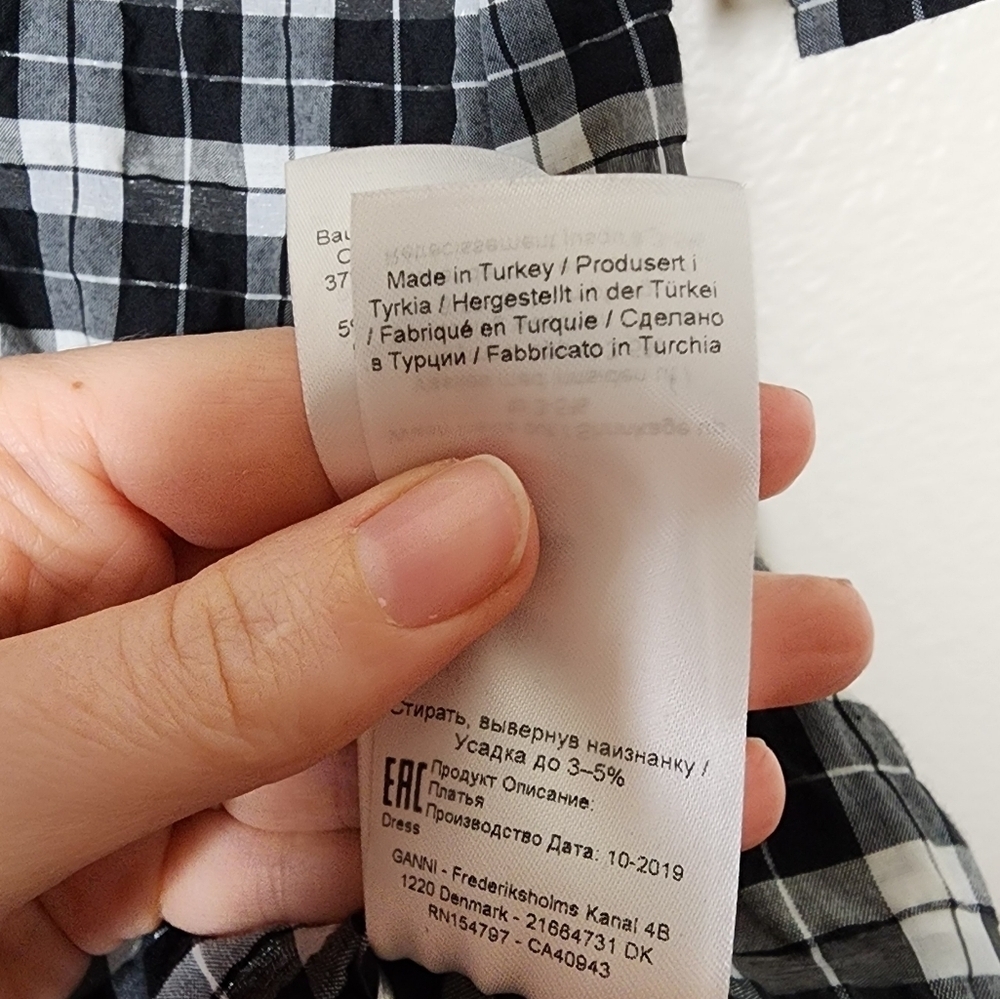 Made in Turkey / Produsert i
Tyrkia / Hergestellt in der Türkei
/ Fabriqué en Turquie / Сделано
в Турции / Fabbricato in Turchia
Стирать, вывернув наизнанку /
Усадка до 3–5%
EAC
Продукт Описание:
Платья
Производство Дата: 10-2019
Dress
GANNI - Frederiksholms Kanal 4B
1220 Denmark - 21664731 DK
RN154797 - CA40943